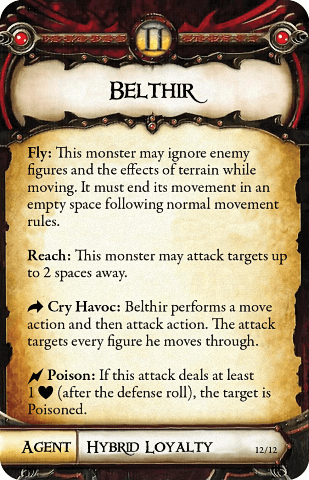 II
BELTHIR
Fly: This monster may ignore enemy
figures and the effects of terrain while
moving. It must end its movement in an
empty space following normal movement
rules.
Reach: This monster may attack targets up
to 2 spaces away.
Cry Havoc: Belthir performs a move
action and then attack action. The attack
targets every figure he moves through.
Poison: If this attack deals at least
1 ♥ (after the defense roll), the target is
Poisoned.
AGENT HYBRID LOYALTY 12/12